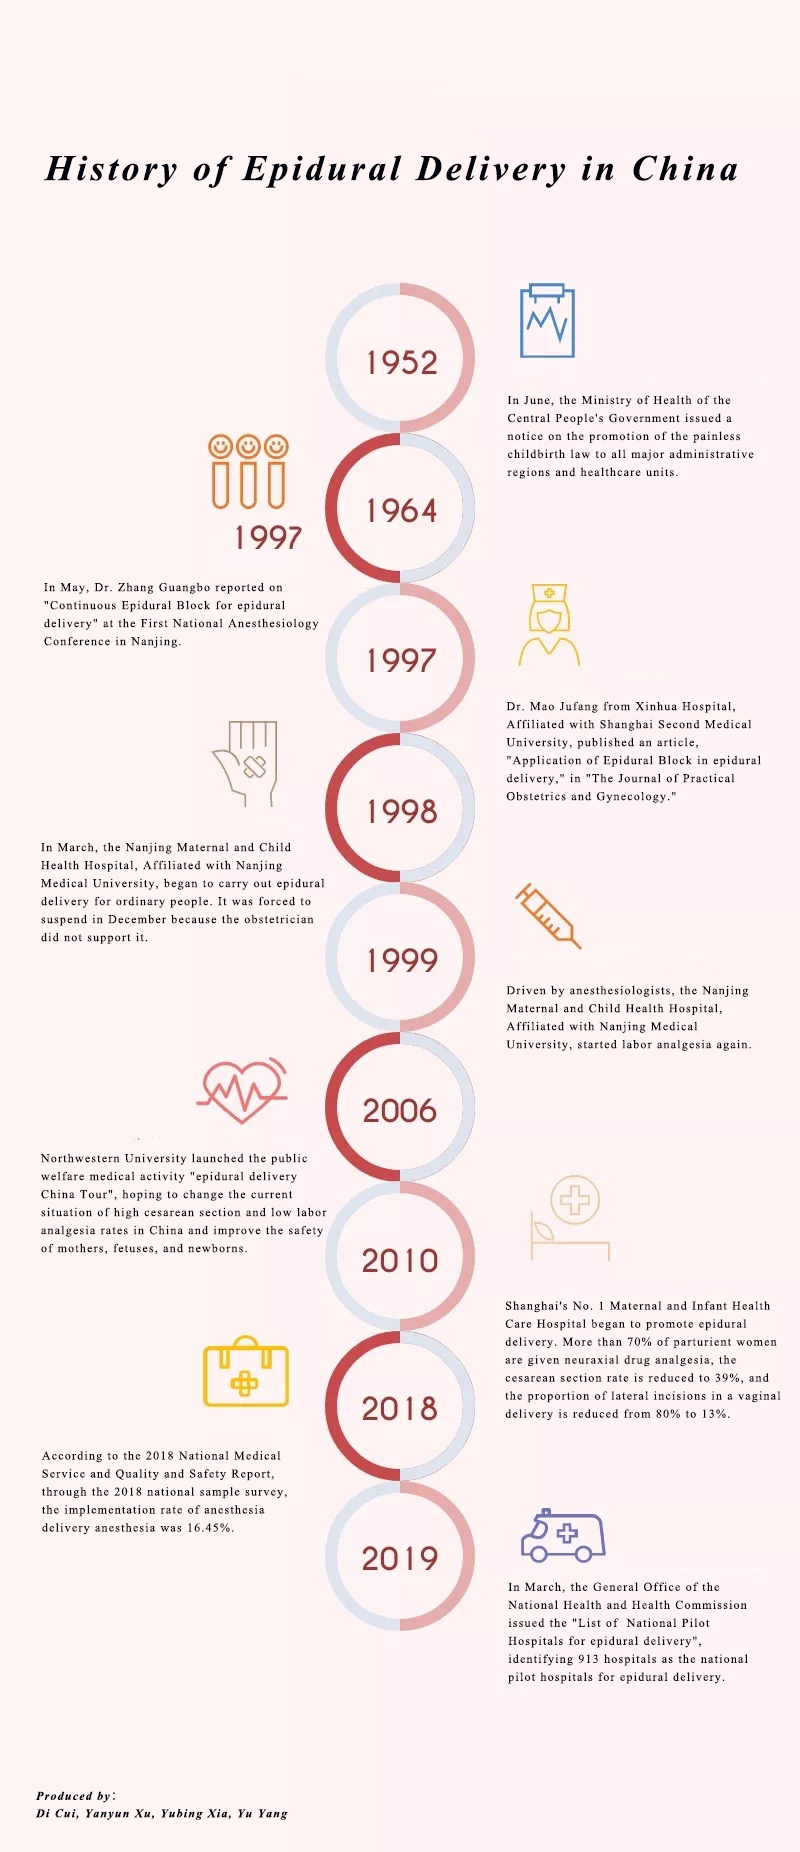 History of Epidural Delivery in China
1952
In June, the Ministry of Health of the
Central People's Government issued a
notice on the promotion of the painless
childbirth law to all major administrative
regions and healthcare units.
1964
1997
In May, Dr. Zhang Guangbo reported on
"Continuous Epidural Block for epidural
delivery" at the First National Anesthesiology
Conference in Nanjing.
1997
Dr. Mao Jufang from Xinhua Hospital,
Affiliated with Shanghai Second Medical
University, published an article,
"Application of Epidural Block in epidural
delivery," in "The Journal of Practical
Obstetrics and Gynecology."
1998
In March, the Nanjing Maternal and Child
Health Hospital, Affiliated with Nanjing
Medical University, began to carry out epidural
delivery for ordinary people. It was forced to
suspend in December because the obstetrician
did not support it.
1999
Driven by anesthesiologists, the Nanjing
Maternal and Child Health Hospital,
Affiliated with Nanjing Medical
University, started labor analgesia again.
2006
Northwestern University launched the public
welfare medical activity "epidural delivery
China Tour", hoping to change the current
situation of high cesarean section and low labor
analgesia rates in China and improve the safety
of mothers, fetuses, and newborns.
2010
Shanghai's No. 1 Maternal and Infant Health
Care Hospital began to promote epidural
delivery. More than 70% of parturient women
are given neuraxial drug analgesia, the
cesarean section rate is reduced to 39%, and
the proportion of lateral incisions in a vaginal
delivery is reduced from 80% to 13%.
2018
According to the 2018 National Medical
Service and Quality and Safety Report,
through the 2018 national sample survey,
the implementation rate of anesthesia
delivery anesthesia was 16.45%.
2019
In March, the General Office of the
National Health and Health Commission
issued the "List of National Pilot
Hospitals for epidural delivery",
identifying 913 hospitals as the national
pilot hospitals for epidural delivery.
Produced by：
Di Cui, Yanyun Xu, Yubing Xia, Yu Yang